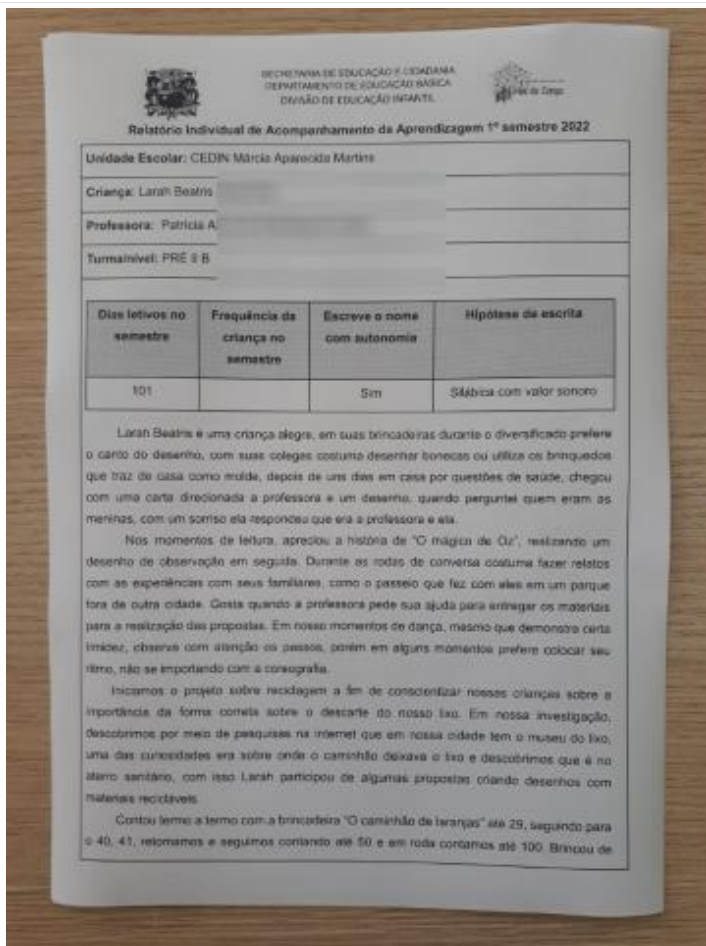 SECRETARIA DE EDUCAÇÃO E CIDADANIA
DEPARTAMENTO DE EDUCAÇÃO BÁSICA
DIVISÃO DE EDUCAÇÃO INFANTIL
Relatório Individual de Acompanhamento da Aprendizagem 1º semestre 2022
Unidade Escolar: CEDIN Márcia Aparecida Martins
Criança: Larah Beatris
Professora: Patricia A
Turma/nível: PRÉ II B
Dias letivos no semestre
Frequência da criança no semestre
Escreve o nome com autonomia
Hipótese de escrita
101
Sim
Silábica com valor sonoro
Larah Beatris é uma criança alegre, em suas brincadeiras durante o diversificado prefere
o canto do desenho, com suas colegas costuma desenhar bonecas ou utiliza os brinquedos
que traz de casa como molde, depois de uns dias em casa por questões de saúde, chegou
com uma carta direcionada a professora e um desenho, quando perguntei quem eram as
meninas, com um sorriso ela respondeu que era a professora e ela.
Nos momentos de leitura, apreciou a história de "O mágico de Oz", realizando um
desenho de observação em seguida. Durante as rodas de conversa costuma fazer relatos
com as experiências com seus familiares, como o passeio que fez com eles em um parque
fora de outra cidade. Gosta quando a professora pede sua ajuda para entregar os materiais
para a realização das propostas. Em nosso momentos de dança, mesmo que demonstre certa
timidez, observa com atenção os passos, porém em alguns momentos prefere colocar seu
ritmo, não se importando com a coreografia.
Iniciamos o projeto sobre reciclagem a fim de conscientizar nossas crianças sobre a
importância da forma correta sobre o descarte do nosso lixo. Em nossa investigação,
descobrimos por meio de pesquisas na internet que em nossa cidade tem o museu do lixo,
uma das curiosidades era sobre onde o caminhão deixava o lixo e descobrimos que é no
aterro sanitário, com isso Larah participou de algumas propostas criando desenhos com
materiais recicláveis.
Contou termo a termo com a brincadeira "O caminhão de laranjas" até 29, seguindo para
o 40, 41, retomamos e seguimos contando até 50 e em roda contamos até 100. Brincou de